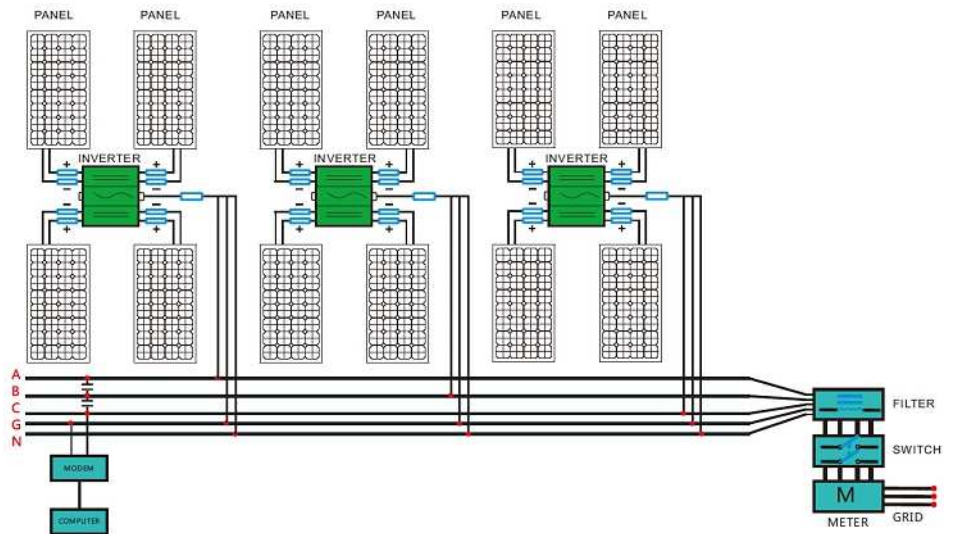 PANEL
PANEL
PANEL
PANEL
PANEL
PANEL
+
+
INVERTER
+
+
INVERTER
+
+
INVERTER
−
−
−
−
−
−
−
−
−
−
−
−
+
+
+
+
+
+
A
B
C
G
N
FILTER
SWITCH
MODEM
M
COMPUTER
METER
GRID